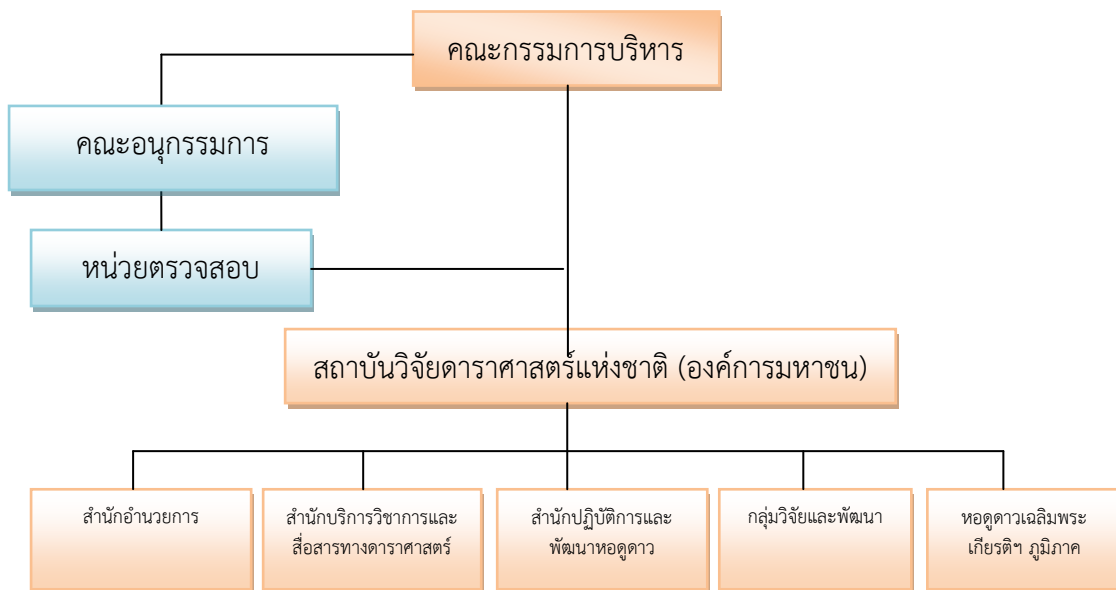 คณะกรรมการบริหาร
คณะอนุกรรมการ
หน่วยตรวจสอบ
สถาบันวิจัยดาราศาสตร์แห่งชาติ (องค์การมหาชน)
สำนักอำนวยการ
สำนักบริการวิชาการและ
สื่อสารทางดาราศาสตร์
สำนักปฏิบัติการและ
พัฒนาหอดูดาว
กลุ่มวิจัยและพัฒนา
หอดูดาวเฉลิมพระ
เกียรติฯ ภูมิภาค